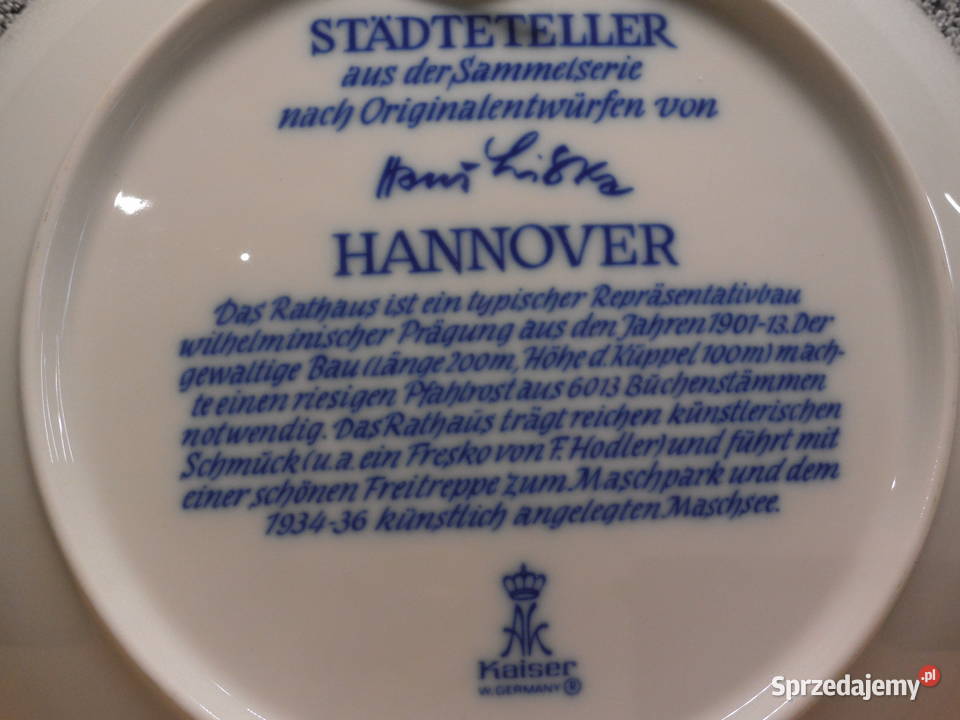 STÄDTETELLER
aus der Sammelserie
nach Originalentwürfen von
Hans Liska
HANNOVER
Das Rathaus ist ein typischer Repräsentativbau
wilhelminischer Prägung aus den Jahren 1901-13. Der
gewaltige Bau (Länge 200m, Höhe d. Kuppel 100m) mach-
te einen riesigen Pfahlrost aus 6013 Buchenstämmen
notwendig. Das Rathaus trägt reichen künstlerischen
Schmuck (u.a. ein Fresko von F. Hodler) und führt mit
einer schönen Freitreppe zum Maschpark und dem
1934-36 künstlich angelegten Maschsee.
AK
Kaiser
W. GERMANY ®
Sprzedajemy.pl